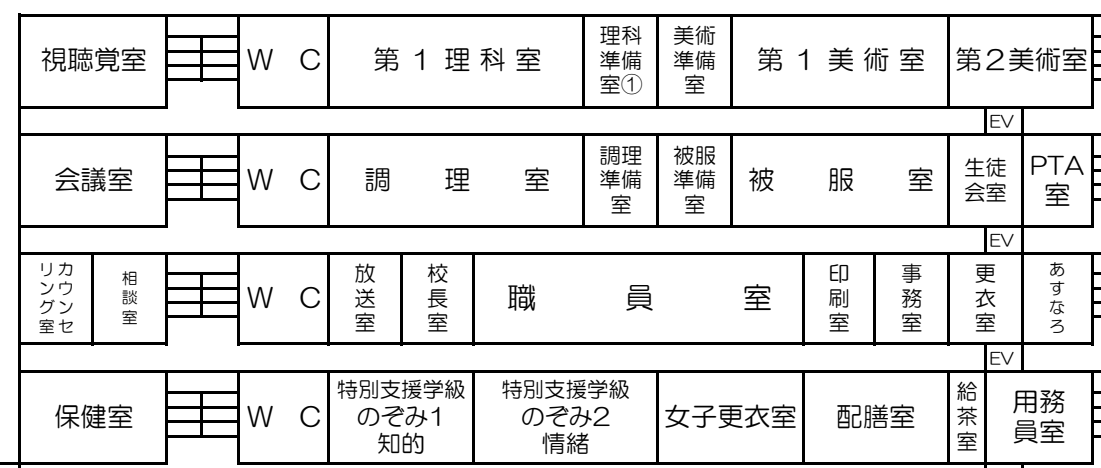 視聴覚室
W C
第１理科室
理科
準備
室①
美術
準備
室
第１美術室
第２美術室
EV
会議室
W C
調理室
調理
準備
室
被服
準備
室
被服室
生徒
会室
PTA
室
EV
カウンセ
リング室
相談室
W C
放送室
校長室
職員室
印刷室
事務室
更衣室
あすなろ
EV
保健室
W C
特別支援学級
のぞみ1
知的
特別支援学級
のぞみ2
情緒
女子更衣室
配膳室
給茶室
用務
員室